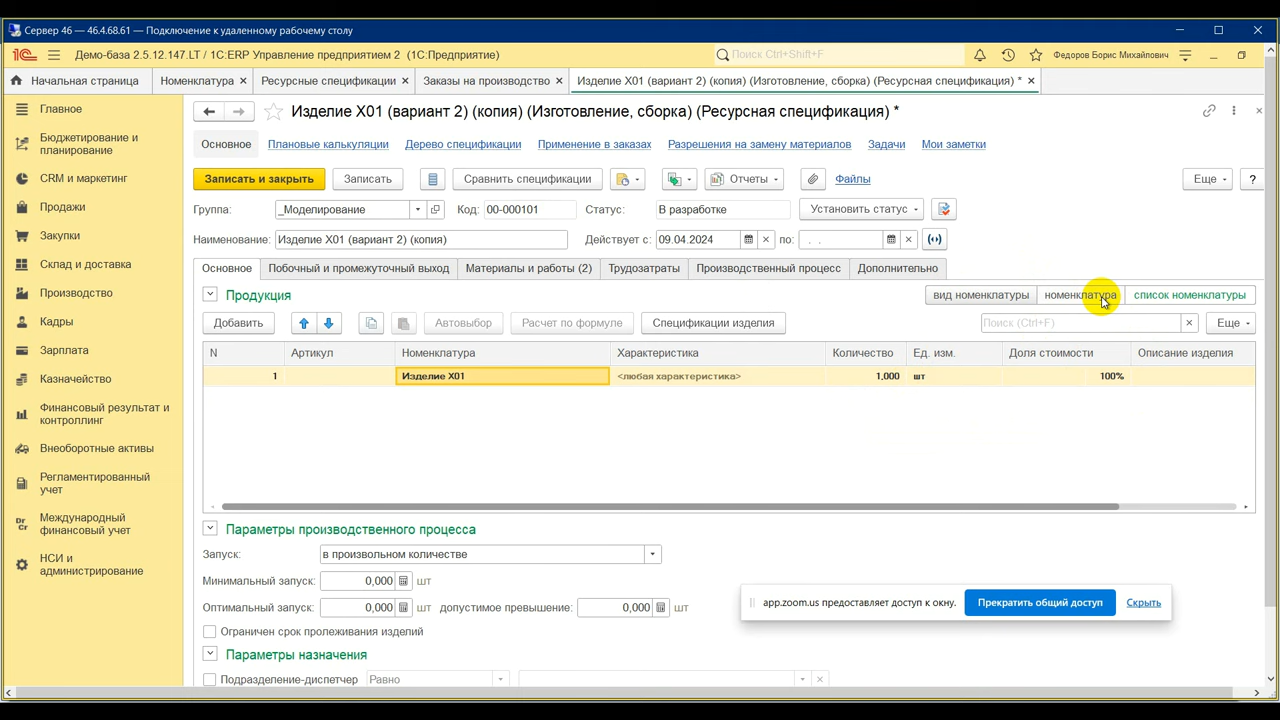 Сервер 46 — 46.4.68.61 — Подключение к удаленному рабочему столу
Демо-база 2.5.12.147.LT / 1С:ERP Управление предприятием 2 (1С:Предприятие)
Поиск Ctrl+Shift+F
Федоров Борис Михайлович
Начальная страница
Номенклатура ×
Ресурсные спецификации ×
Заказы на производство ×
Изделие X01 (вариант 2) (копия) (Изготовление, сборка) (Ресурсная спецификация) * ×
Главное
Бюджетирование и
планирование
CRM и маркетинг
Продажи
Закупки
Склад и доставка
Производство
Кадры
Зарплата
Казначейство
Финансовый результат и
контроллинг
Внеоборотные активы
Регламентированный
учет
Dr
Cr
Международный
финансовый учет
НСИ и
администрирование
Изделие X01 (вариант 2) (копия) (Изготовление, сборка) (Ресурсная спецификация) *
Основное Плановые калькуляции Дерево спецификации Применение в заказах Разрешения на замену материалов Задачи Мои заметки
Записать и закрыть Записать Сравнить спецификации Отчеты Файлы Еще ?
Группа: _Моделирование Код: 00-000101 Статус: В разработке Установить статус
Наименование: Изделие X01 (вариант 2) (копия) Действует с: 09.04.2024 по: . .
Основное Побочный и промежуточный выход Материалы и работы (2) Трудозатраты Производственный процесс Дополнительно
Продукция вид номенклатуры номенклатура список номенклатуры
Добавить Автовыбор Расчет по формуле Спецификации изделия Поиск (Ctrl+F) × Еще
N Артикул Номенклатура Характеристика Количество Ед. изм. Доля стоимости Описание изделия
1 Изделие X01 <любая характеристика> 1,000 шт 100%
Параметры производственного процесса
Запуск: в произвольном количестве
Минимальный запуск: 0,000 шт
Оптимальный запуск: 0,000 шт допустимое превышение: 0,000 шт
Ограничен срок пролеживания изделий
Параметры назначения
Подразделение-диспетчер Равно
app.zoom.us предоставляет доступ к окну. Прекратить общий доступ Скрыть